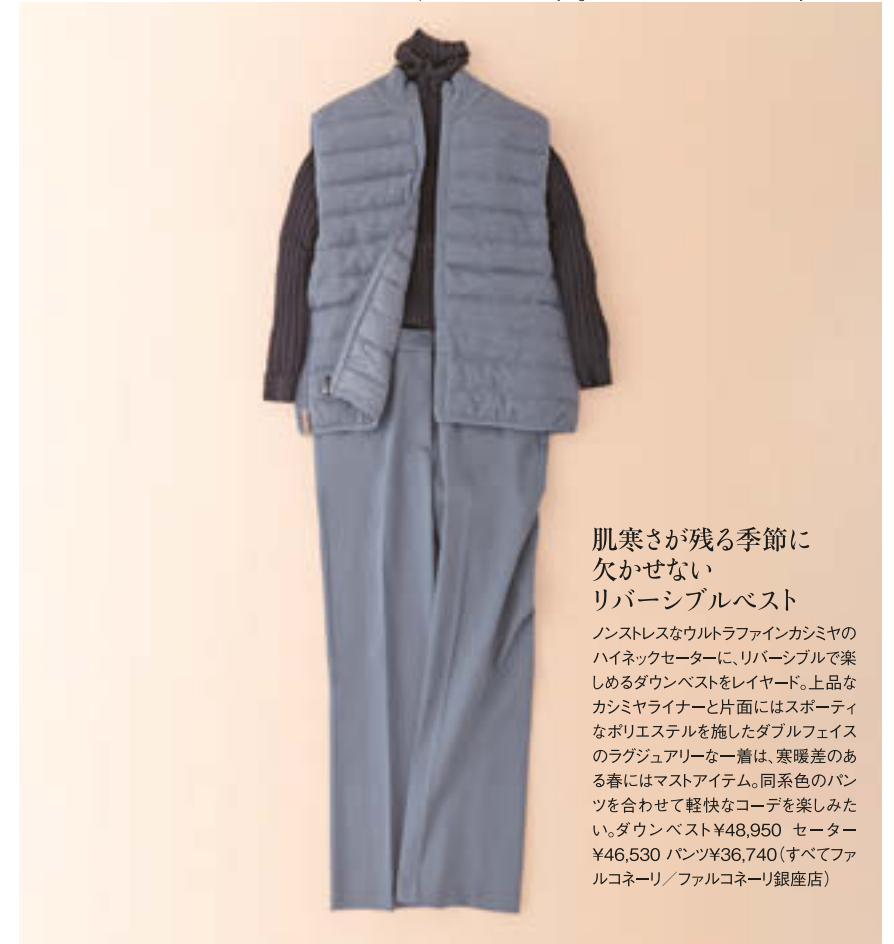 肌寒さが残る季節に
欠かせない
リバーシブルベスト
ノンストレスなウルトラファインカシミヤの
ハイネックセーターに、リバーシブルで楽
しめるダウンベストをレイヤード。上品な
カシミヤライナーと片面にはスポーティ
なポリエステルを施したダブルフェイス
のラグジュアリーな一着は、寒暖差のあ
る春にはマストアイテム。同系色のパン
ツを合わせて軽快なコーデを楽しみた
い。ダウンベスト¥48,950 セーター
¥46,530 パンツ¥36,740（すべてファ
ルコネーリ／ファルコネーリ銀座店）